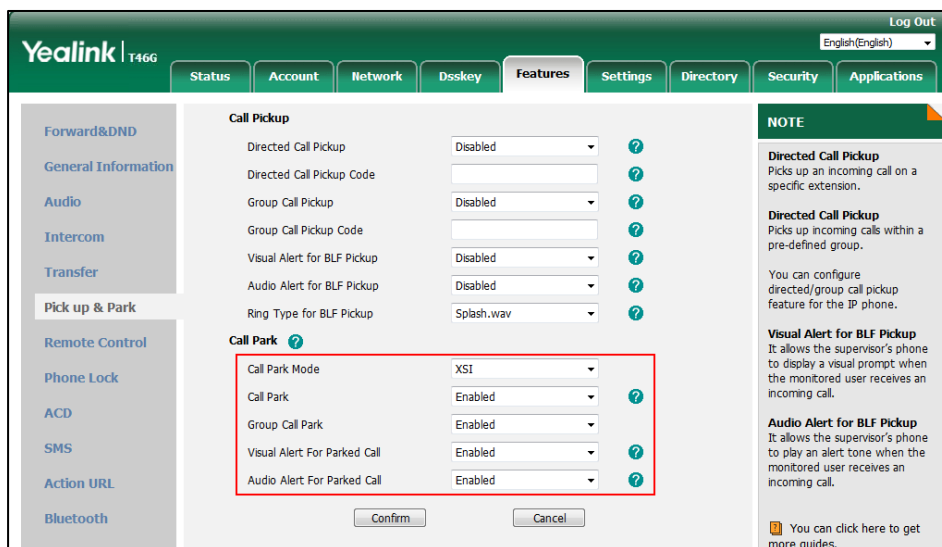 Log Out
Yealink T46G
English(English)
Status Account Network Dsskey Features Settings Directory Security Applications
Forward&DND
General Information
Audio
Intercom
Transfer
Pick up & Park
Remote Control
Phone Lock
ACD
SMS
Action URL
Bluetooth
Call Pickup
Directed Call Pickup Disabled ?
Directed Call Pickup Code ?
Group Call Pickup Disabled ?
Group Call Pickup Code ?
Visual Alert for BLF Pickup Disabled ?
Audio Alert for BLF Pickup Disabled ?
Ring Type for BLF Pickup Splash.wav ?
Call Park ?
Call Park Mode XSI
Call Park Enabled ?
Group Call Park Enabled
Visual Alert For Parked Call Enabled ?
Audio Alert For Parked Call Enabled ?
Confirm Cancel
NOTE
Directed Call Pickup
Picks up an incoming call on a
specific extension.
Directed Call Pickup
Picks up incoming calls within a
pre-defined group.
You can configure
directed/group call pickup
feature for the IP phone.
Visual Alert for BLF Pickup
It allows the supervisor's phone
to display a visual prompt when
the monitored user receives an
incoming call.
Audio Alert for BLF Pickup
It allows the supervisor's phone
to play an alert tone when the
monitored user receives an
incoming call.
? You can click here to get
more guides.